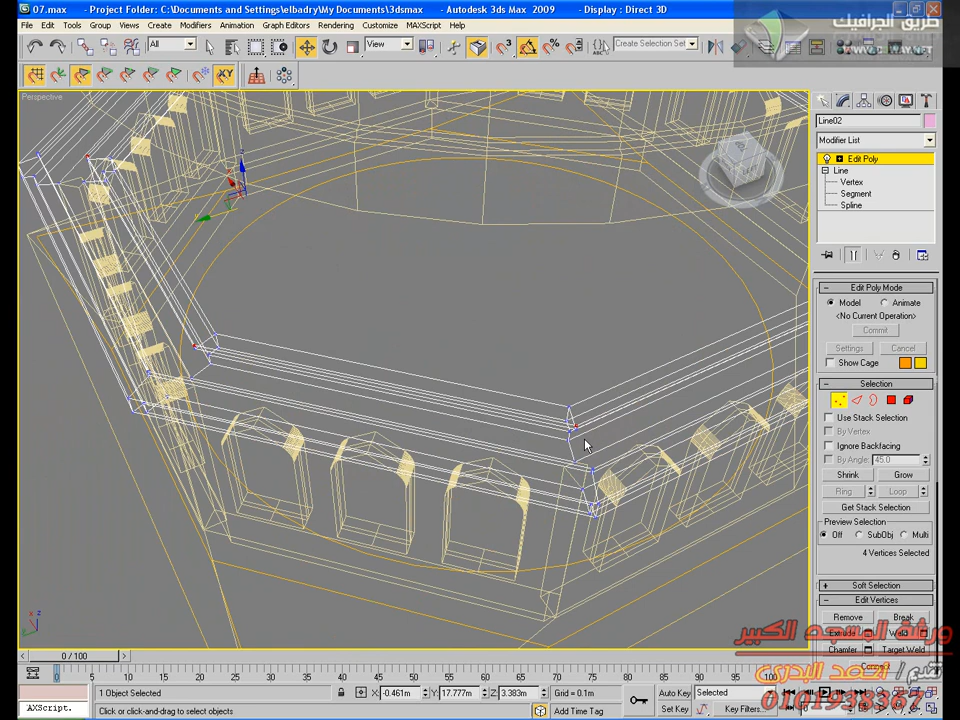 07.max - Project Folder: C:\Documents and Settings\elbadry\My Documents\3dsmax - Autodesk 3ds Max 2009 - Display : Direct 3D
طريق الجرافيك
File Edit Tools Group Views Create Modifiers Animation Graph Editors Rendering Customize MAXScript Help
All View Create Selection Set
XY
Perspective
Line02
Modifier List
Edit Poly
Line
Vertex
Segment
Spline
Edit Poly Mode
Model Animate
<No Current Operation>
Commit
Settings Cancel
Show Cage
Selection
Use Stack Selection
By Vertex
Ignore Backfacing
By Angle: 45.0
Shrink Grow
Ring Loop
Get Stack Selection
Preview Selection
Off SubObj Multi
4 Vertices Selected
Soft Selection
Edit Vertices
Remove Break
Extrude Weld
Chamfer Target Weld
Connect
ورشة المسجد الكبير
م / احمد البدرى
0101939367
0 / 100
0 5 10 15 20 25 30 35 40 45 50 55 60 65 70 75 80 85 90 95 100
1 Object Selected X: -0.461m Y: 17.777m Z: 3.383m Grid = 0.1m Auto Key Selected
AXScript. Click or click-and-drag to select objects Add Time Tag Set Key Key Filters...